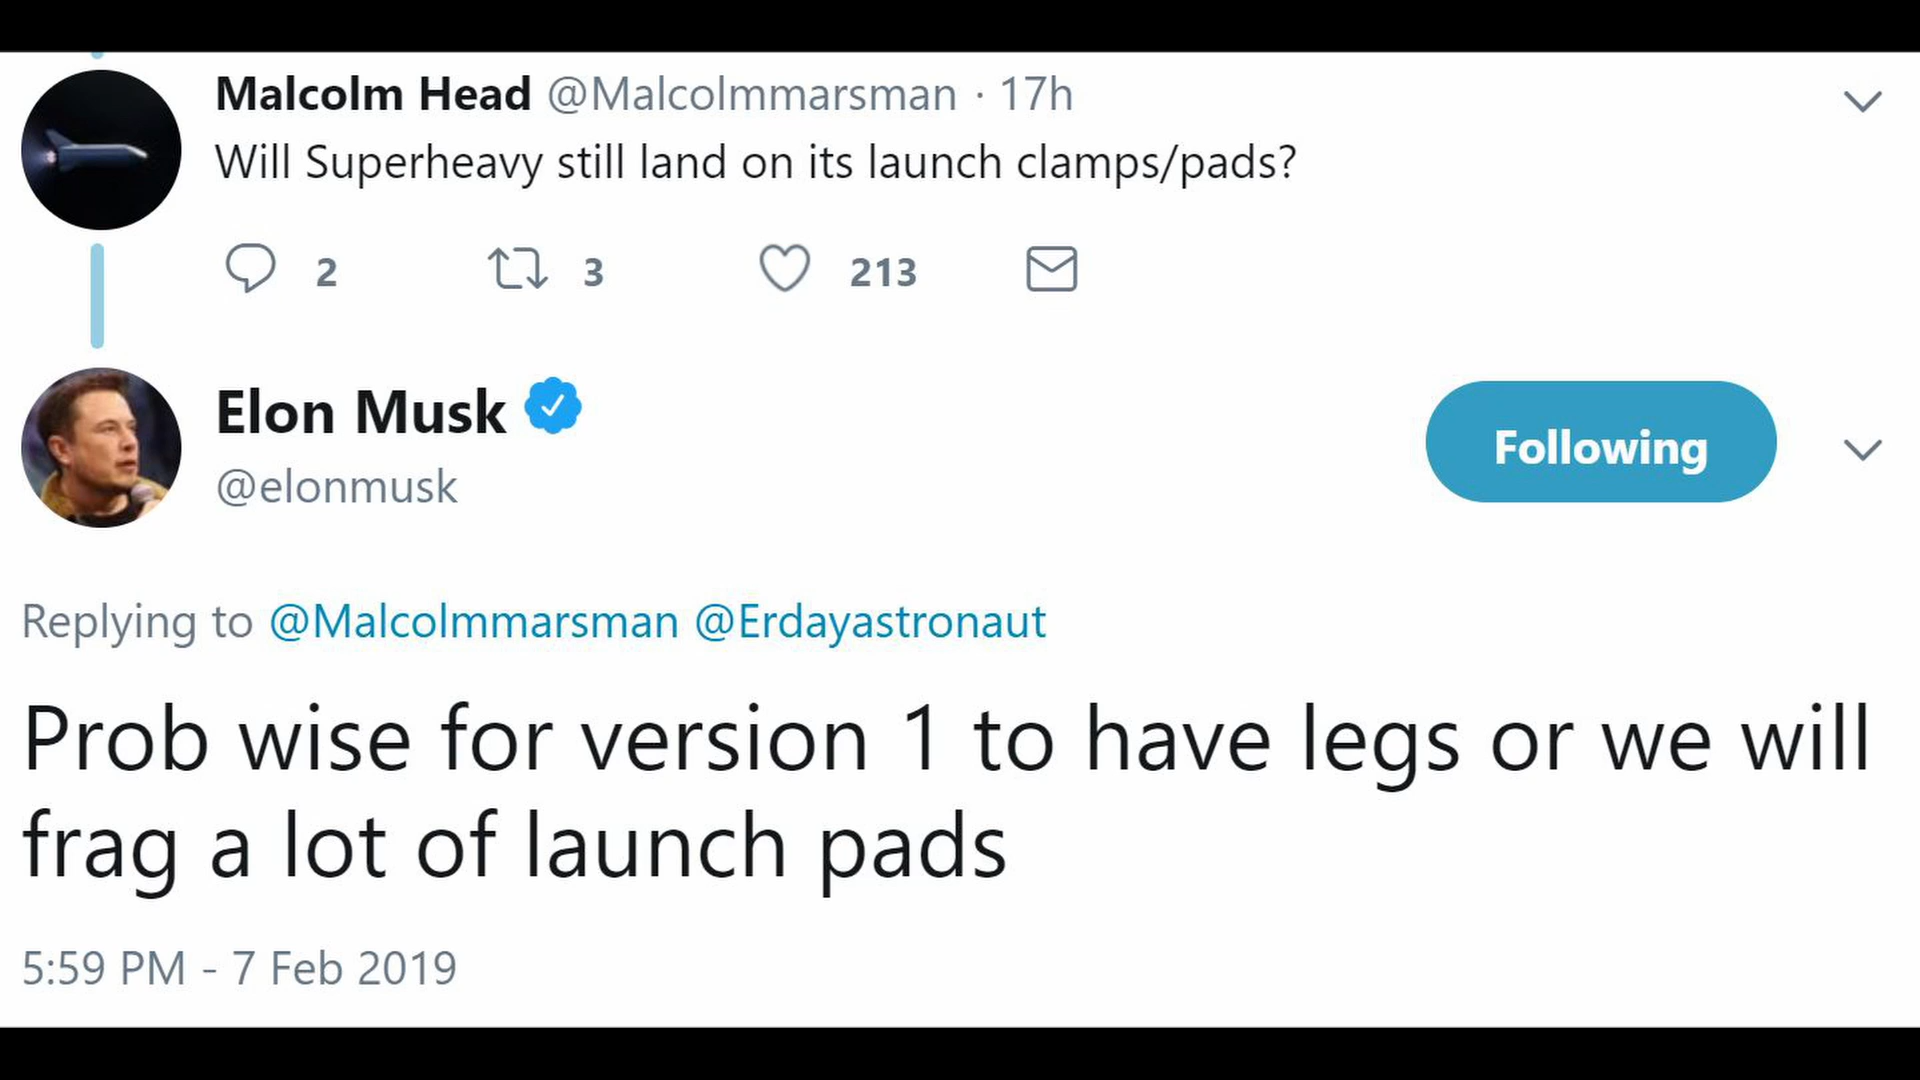 Malcolm Head @Malcolmmarsman · 17h
Will Superheavy still land on its launch clamps/pads?
2 3 213
Elon Musk
@elonmusk
Following
Replying to @Malcolmmarsman @Erdayastronaut
Prob wise for version 1 to have legs or we will
frag a lot of launch pads
5:59 PM - 7 Feb 2019